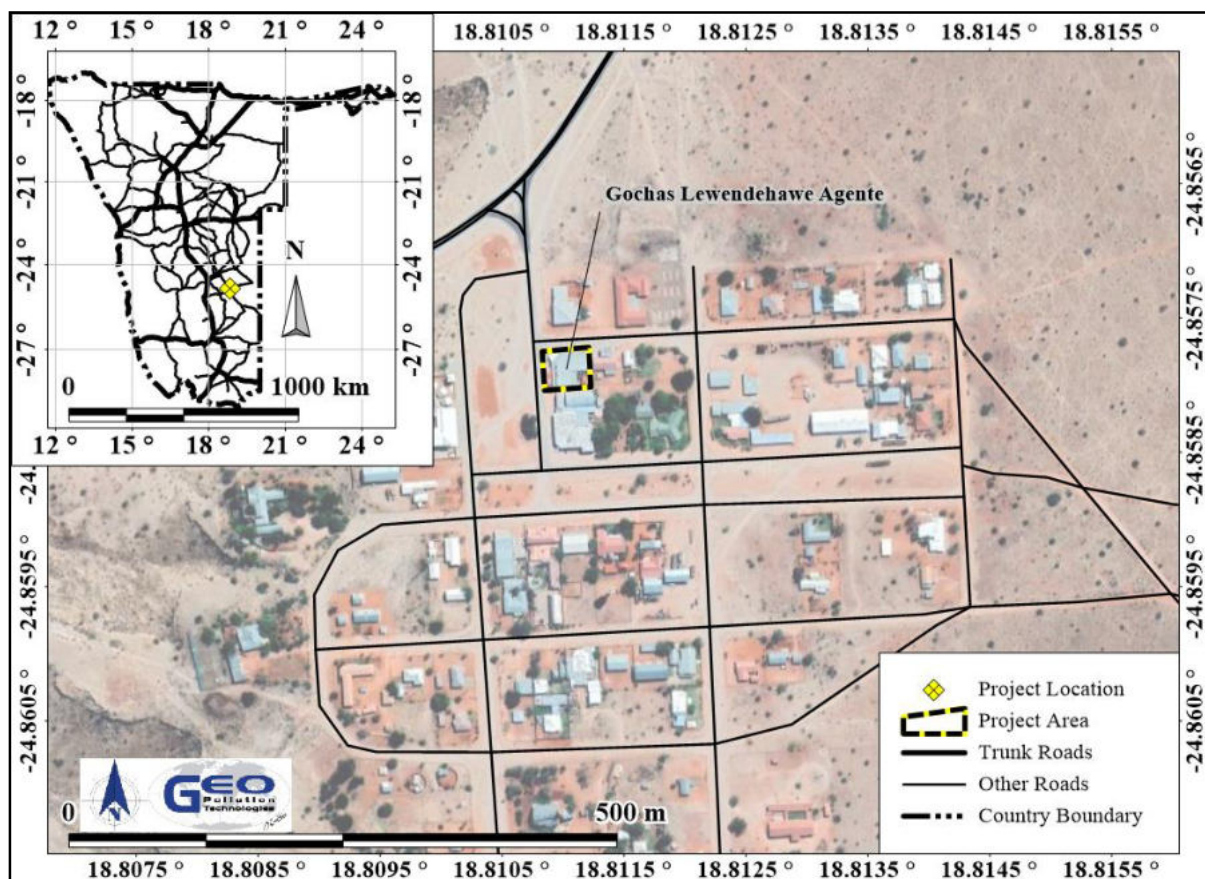 12 ° 15 ° 18 ° 21 ° 24 °
18.8105 ° 18.8115 ° 18.8125 ° 18.8135 ° 18.8145 ° 18.8155 °
-18 ° -18 °
-21 ° -21 °
-24 ° -24 °
-27 ° -27 °
N
0 1000 km
12 ° 15 ° 18 ° 21 ° 24 °
Gochas Lewendehawe Agente
-24.8565 °
-24.8575 °
-24.8585 °
-24.8595 ° -24.8595 °
-24.8605 ° -24.8605 °
Project Location
Project Area
Trunk Roads
Other Roads
Country Boundary
GEO
Pollution
Technologies
0 500 m
18.8075 ° 18.8085 ° 18.8095 ° 18.8105 ° 18.8115 ° 18.8125 ° 18.8135 ° 18.8145 ° 18.8155 °